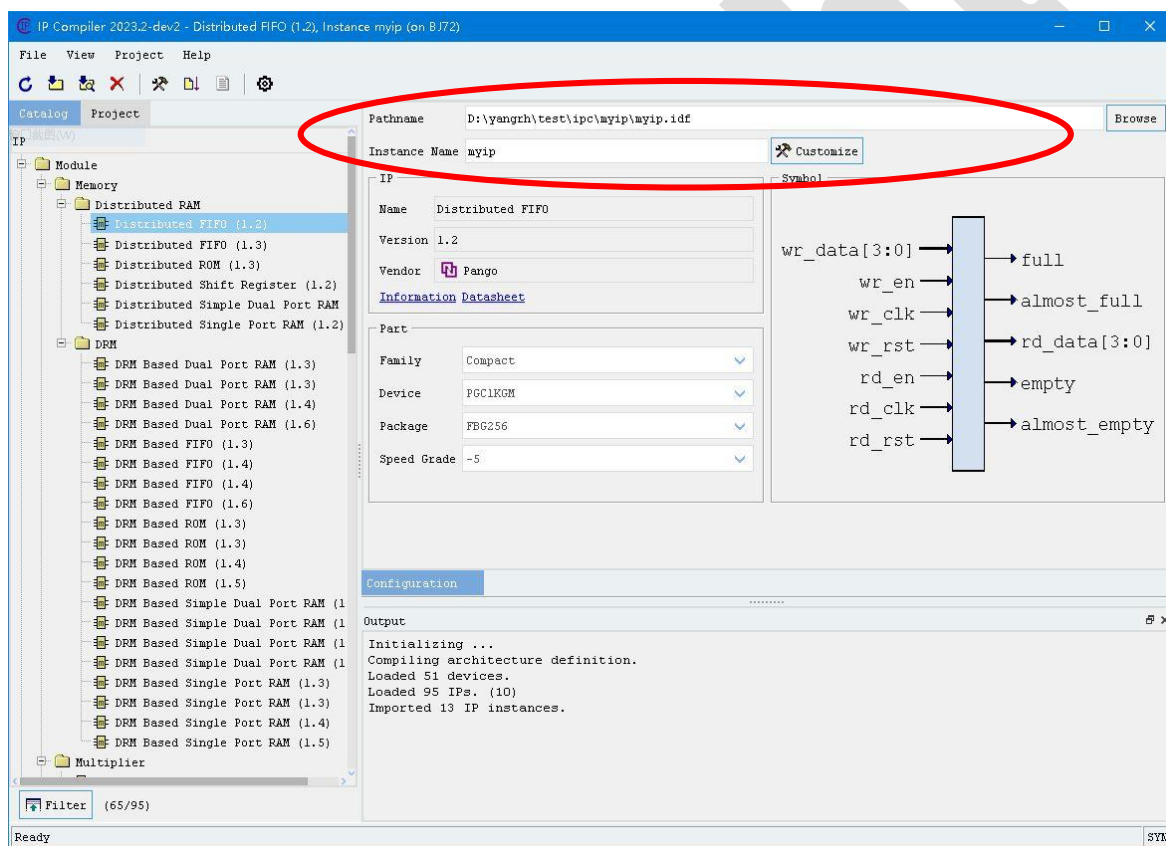 IP Compiler 2023.2-dev2 - Distributed FIFO (1.2), Instance myip (on BJ72)
File View Project Help
Catalog Project
IP
Module
Memory
Distributed RAM
Distributed FIFO (1.2)
Distributed FIFO (1.3)
Distributed ROM (1.3)
Distributed Shift Register (1.2)
Distributed Simple Dual Port RAM
Distributed Single Port RAM (1.2)
DRM
DRM Based Dual Port RAM (1.3)
DRM Based Dual Port RAM (1.3)
DRM Based Dual Port RAM (1.4)
DRM Based Dual Port RAM (1.6)
DRM Based FIFO (1.3)
DRM Based FIFO (1.4)
DRM Based FIFO (1.4)
DRM Based FIFO (1.6)
DRM Based ROM (1.3)
DRM Based ROM (1.3)
DRM Based ROM (1.4)
DRM Based ROM (1.5)
DRM Based Simple Dual Port RAM (1
DRM Based Simple Dual Port RAM (1
DRM Based Simple Dual Port RAM (1
DRM Based Simple Dual Port RAM (1
DRM Based Single Port RAM (1.3)
DRM Based Single Port RAM (1.3)
DRM Based Single Port RAM (1.4)
DRM Based Single Port RAM (1.5)
Multiplier
Filter (65/95)
Ready
Pathname D:\yangrh\test\ipc\myip\myip.idf Browse
Instance Name myip Customize
IP
Name Distributed FIFO
Version 1.2
Vendor Pango
Information Datasheet
Part
Family Compact
Device PGC1KGM
Package FBG256
Speed Grade -5
Symbol
wr_data[3:0]
wr_en
wr_clk
wr_rst
rd_en
rd_clk
rd_rst
full
almost_full
rd_data[3:0]
empty
almost_empty
Configuration
Output
Initializing ...
Compiling architecture definition.
Loaded 51 devices.
Loaded 95 IPs. (10)
Imported 13 IP instances.
SYN